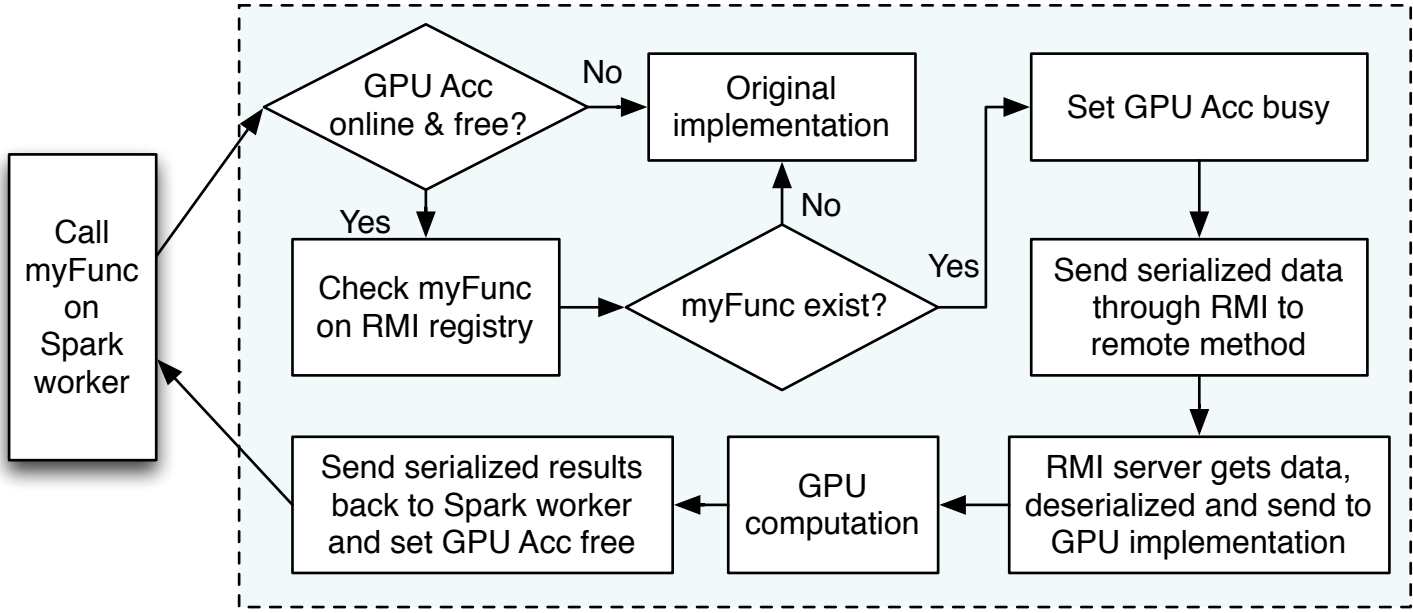 Call
myFunc
on
Spark
worker
GPU Acc
online & free?
No
Original
implementation
Yes
Check myFunc
on RMI registry
myFunc exist?
No
Yes
Set GPU Acc busy
Send serialized data
through RMI to
remote method
RMI server gets data,
deserialized and send to
GPU implementation
GPU
computation
Send serialized results
back to Spark worker
and set GPU Acc free